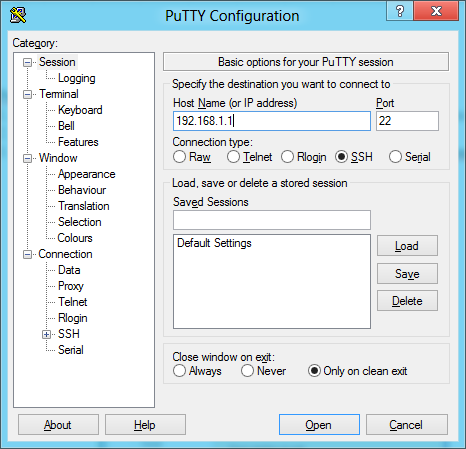 PuTTY Configuration
?
X
Category:
Session
Logging
Terminal
Keyboard
Bell
Features
Window
Appearance
Behaviour
Translation
Selection
Colours
Connection
Data
Proxy
Telnet
Rlogin
SSH
Serial
Basic options for your PuTTY session
Specify the destination you want to connect to
Host Name (or IP address) Port
192.168.1.1 22
Connection type:
Raw Telnet Rlogin SSH Serial
Load, save or delete a stored session
Saved Sessions
Default Settings
Load
Save
Delete
Close window on exit:
Always Never Only on clean exit
About Help Open Cancel